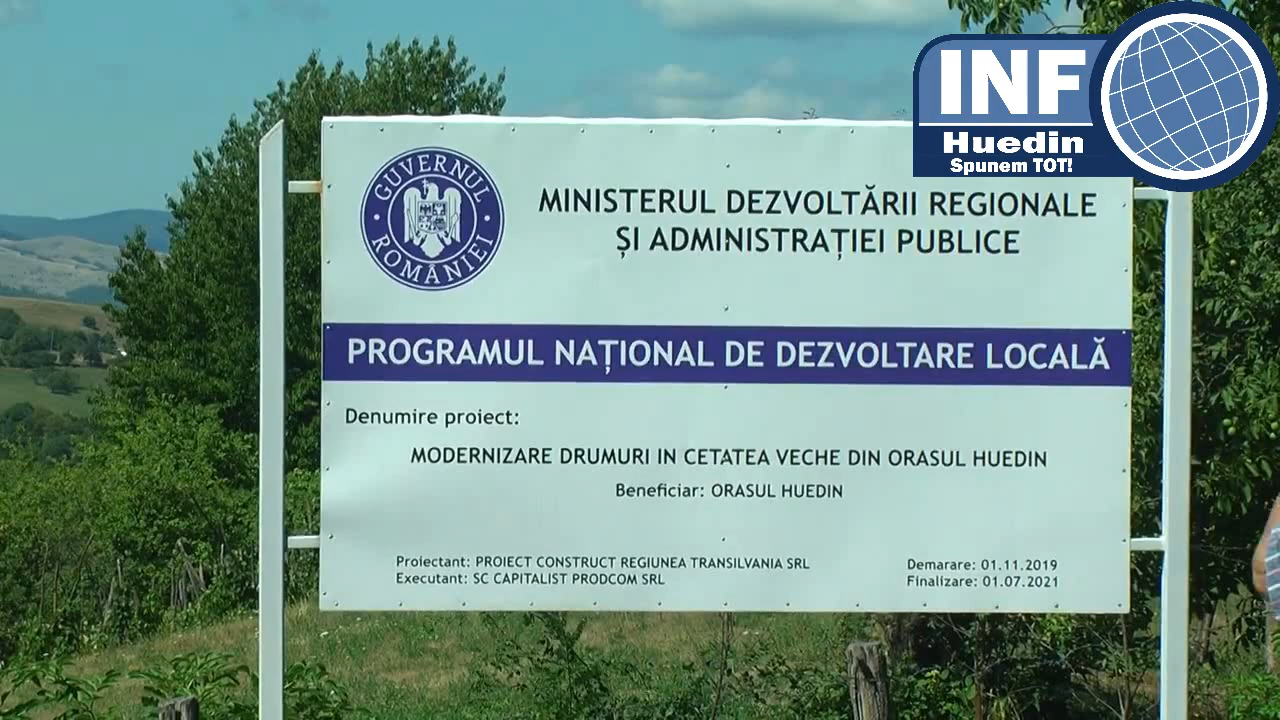 INF
Huedin
Spunem TOT!
GUVERNUL ROMÂNIEI
MINISTERUL DEZVOLTĂRII REGIONALE
ȘI ADMINISTRAȚIEI PUBLICE
PROGRAMUL NAȚIONAL DE DEZVOLTARE LOCALĂ
Denumire proiect:
MODERNIZARE DRUMURI IN CETATEA VECHE DIN ORASUL HUEDIN
Beneficiar: ORASUL HUEDIN
Proiectant: PROIECT CONSTRUCT REGIUNEA TRANSILVANIA SRL
Executant: SC CAPITALIST PRODCOM SRL
Demarare: 01.11.2019
Finalizare: 01.07.2021